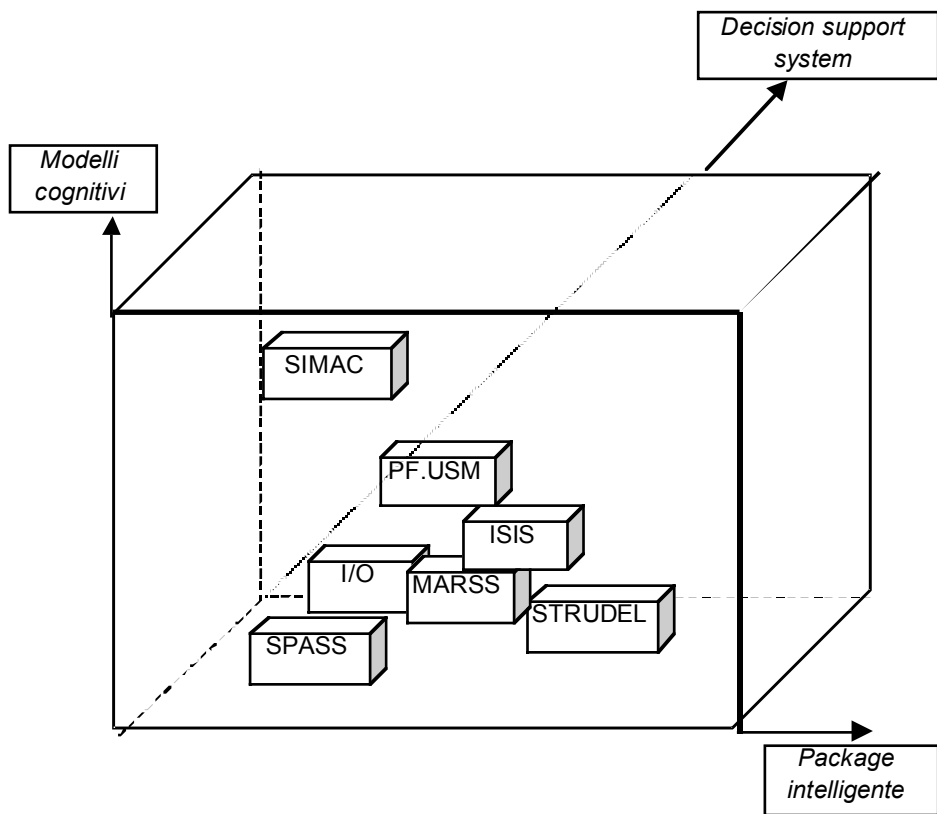 Decision support
system
Modelli
cognitivi
SIMAC
PF.USM
ISIS
I/O
MARSS
STRUDEL
SPASS
Package
intelligente